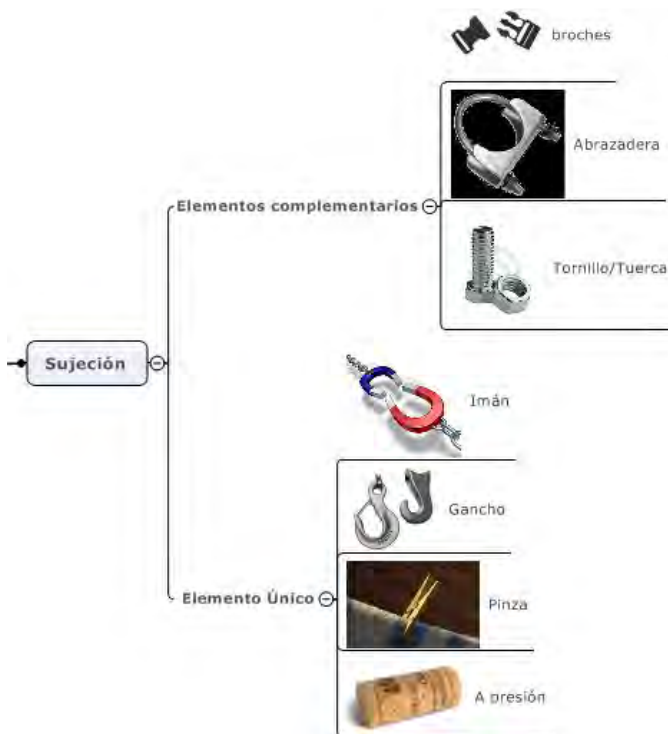 broches
Abrazadera
Elementos complementarios
Tornillo/Tuerca
Sujeción
Imán
Gancho
Elemento Único
Pinza
A presión